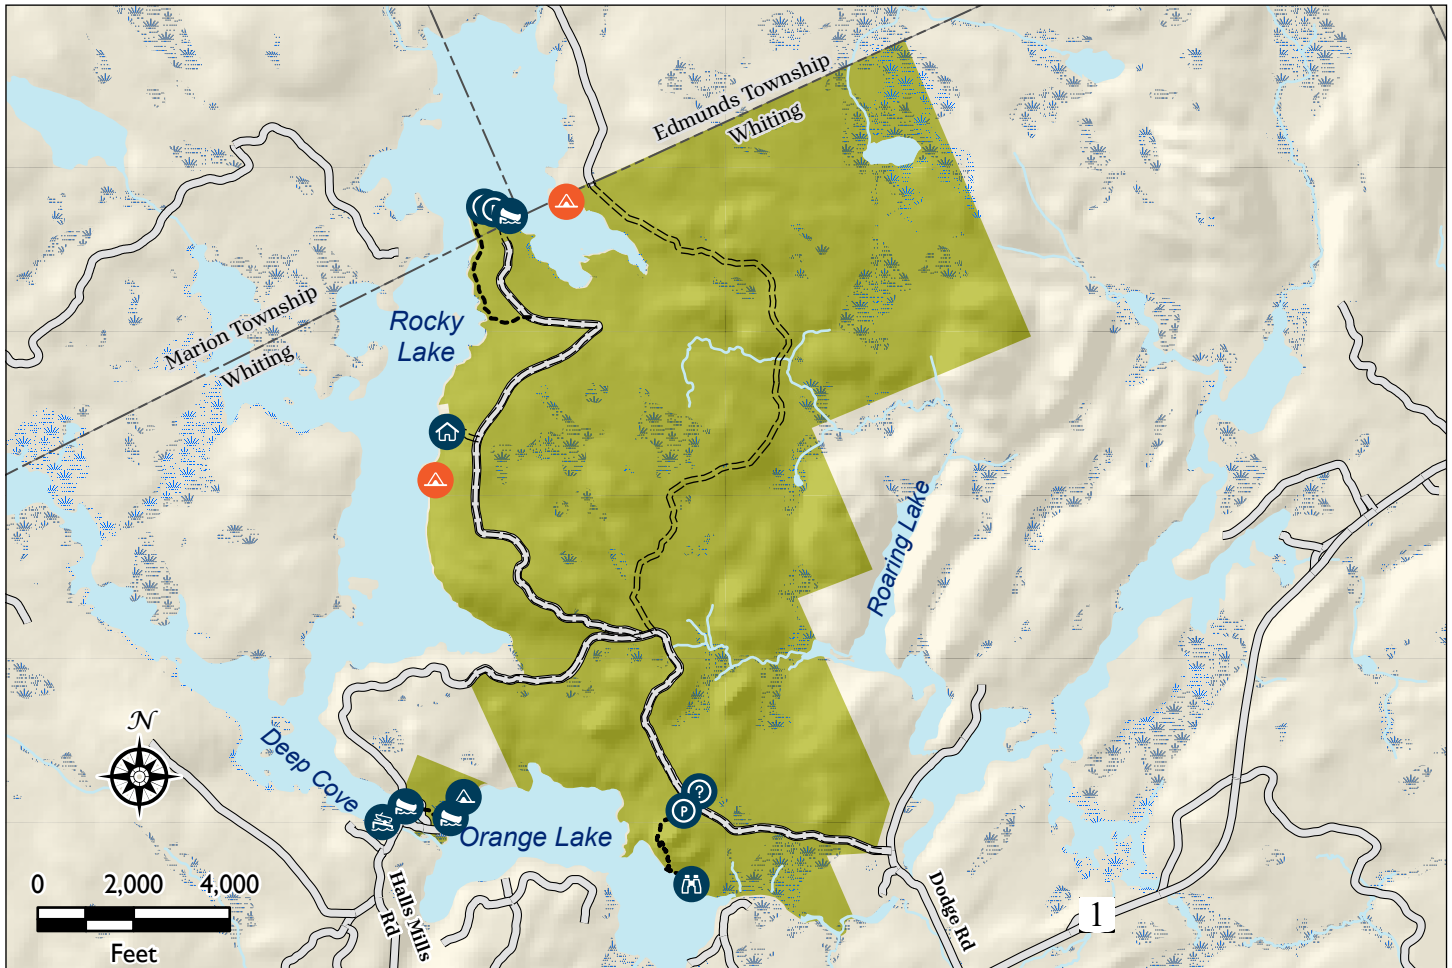 Edmunds Township
Whiting
Marion Township
Whiting
Rocky
Lake
Roaring Lake
N
Deep Cove
?
P
Orange Lake
0 2,000 4,000
Feet
Halls Mills
Rd
Dodge Rd
1